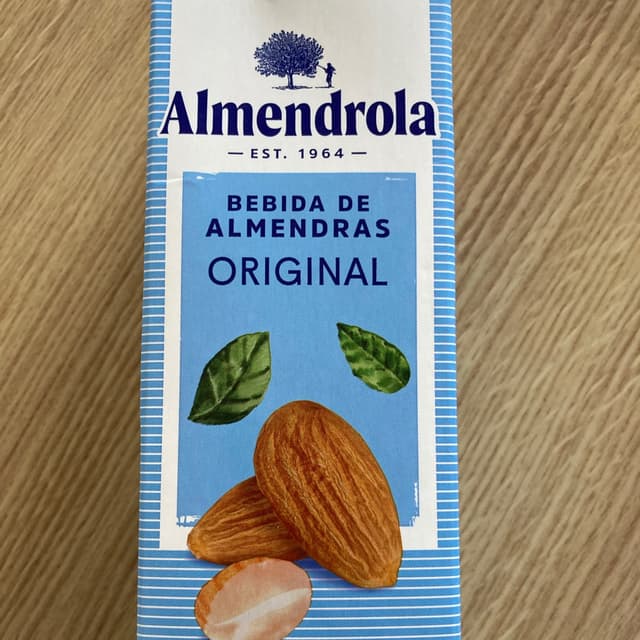 Almendrola
— EST. 1964 —
BEBIDA DE
ALMENDRAS
ORIGINAL